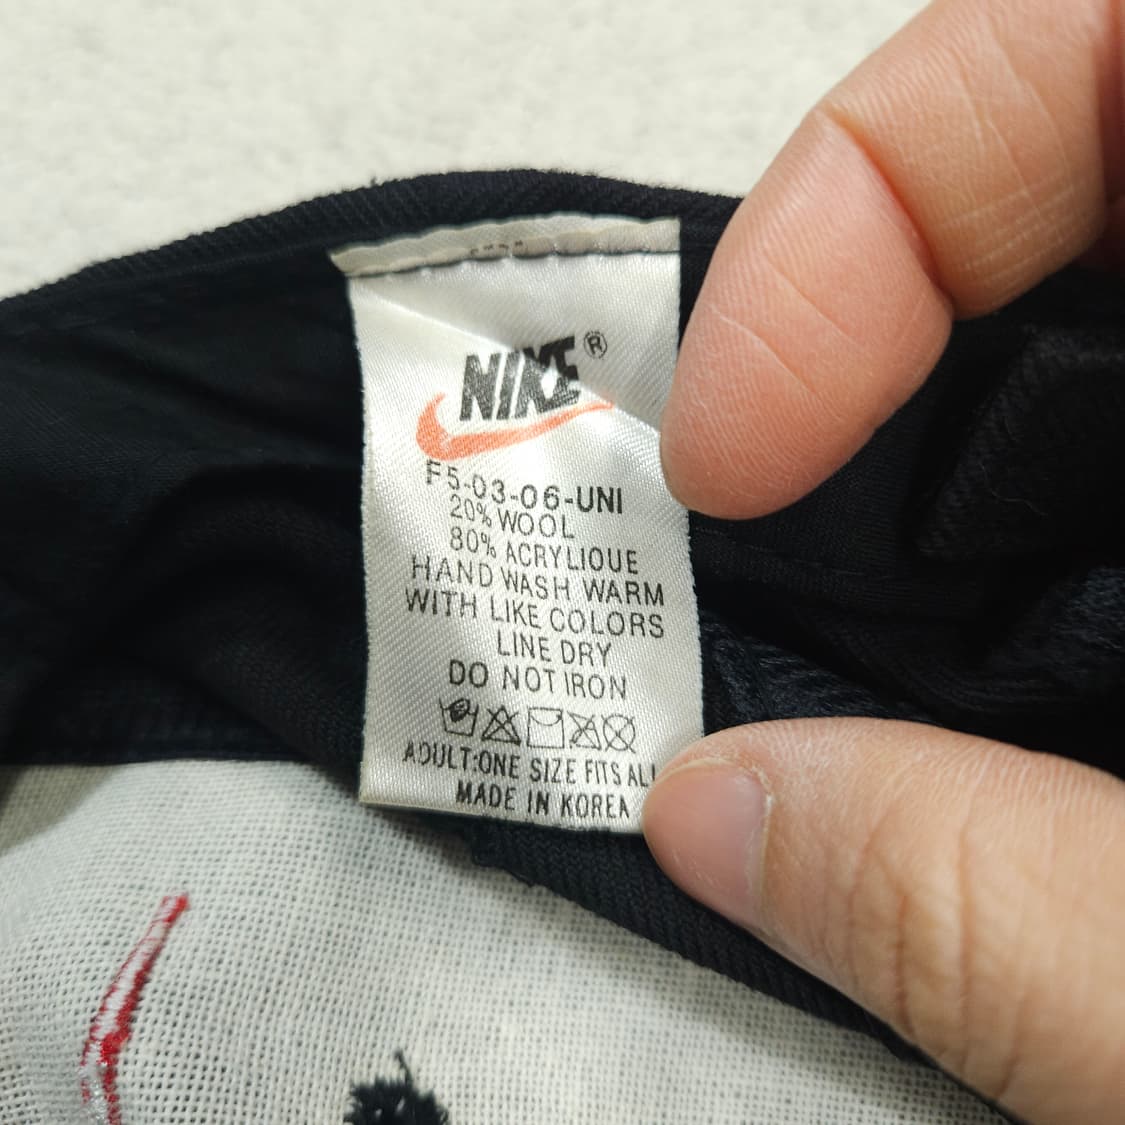 NIKE®
F5-03-06-UNI
20% WOOL
80% ACRYLIQUE
HAND WASH WARM
WITH LIKE COLORS
LINE DRY
DO NOT IRON
ADULT:ONE SIZE FITS ALL
MADE IN KOREA